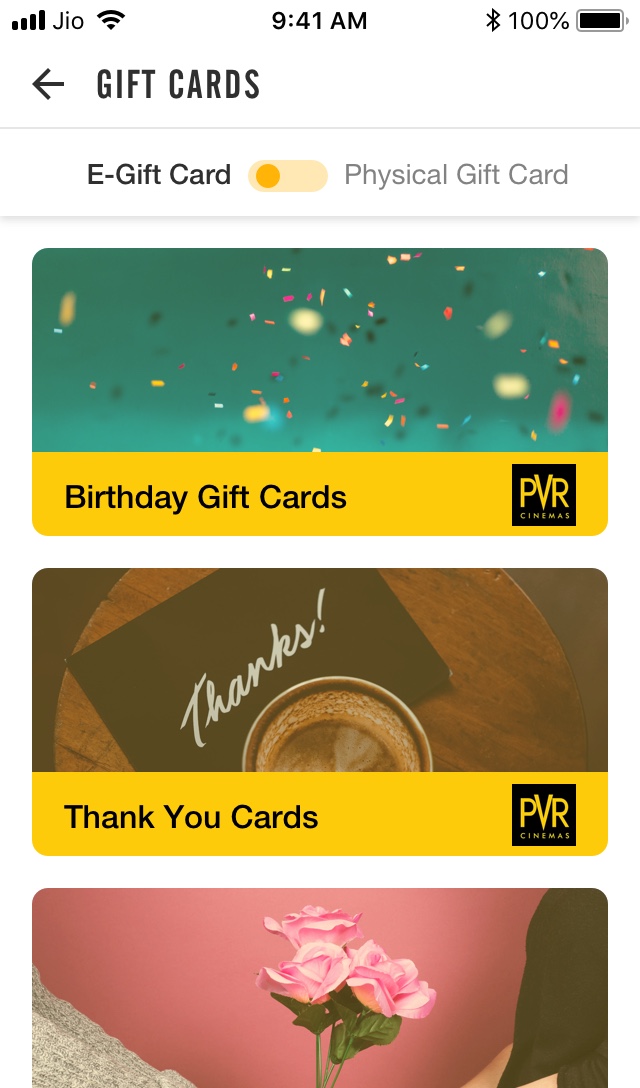 Jio 9:41 AM 100%
GIFT CARDS
E-Gift Card Physical Gift Card
Birthday Gift Cards
PVR
CINEMAS
Thanks!
Thank You Cards
PVR
CINEMAS